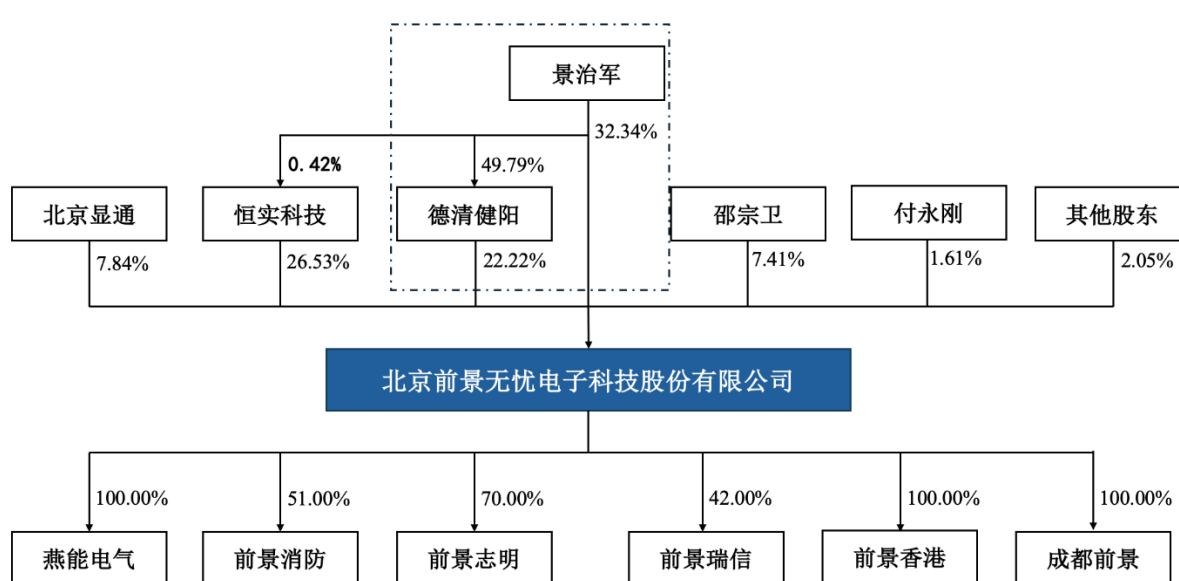 景治军
32.34%
0.42%
49.79%
北京显通
恒实科技
德清健阳
邵宗卫
付永刚
其他股东
7.84%
26.53%
22.22%
7.41%
1.61%
2.05%
北京前景无忧电子科技股份有限公司
100.00%
51.00%
70.00%
42.00%
100.00%
100.00%
燕能电气
前景消防
前景志明
前景瑞信
前景香港
成都前景